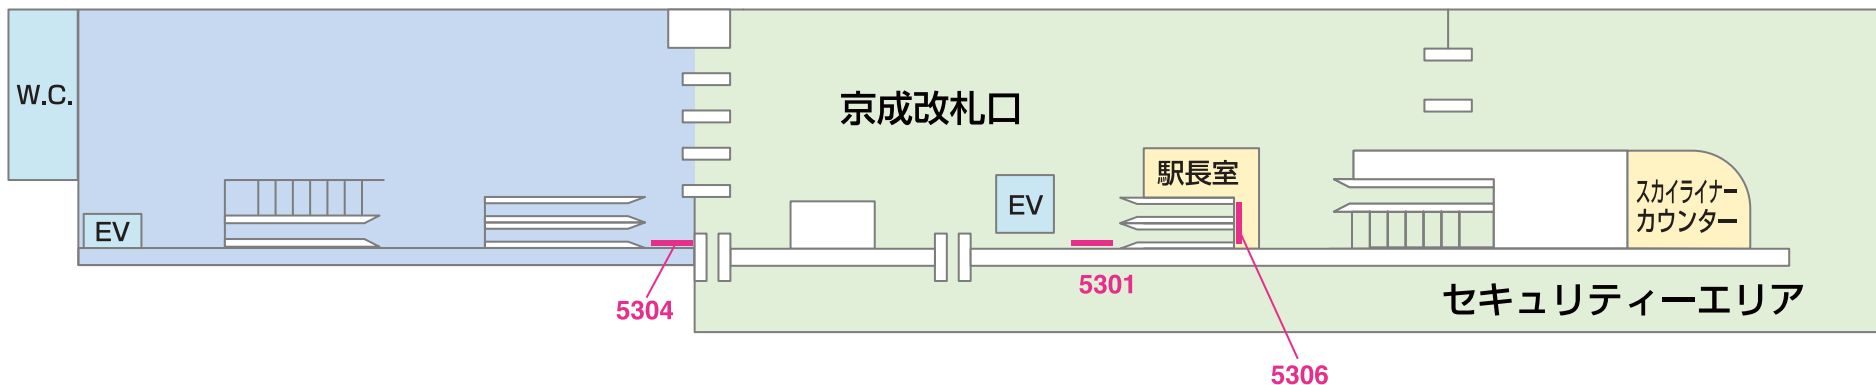 W.C.
京成改札口
駅長室
スカイライナー
カウンター
EV
EV
5304
5301
セキュリティーエリア
5306